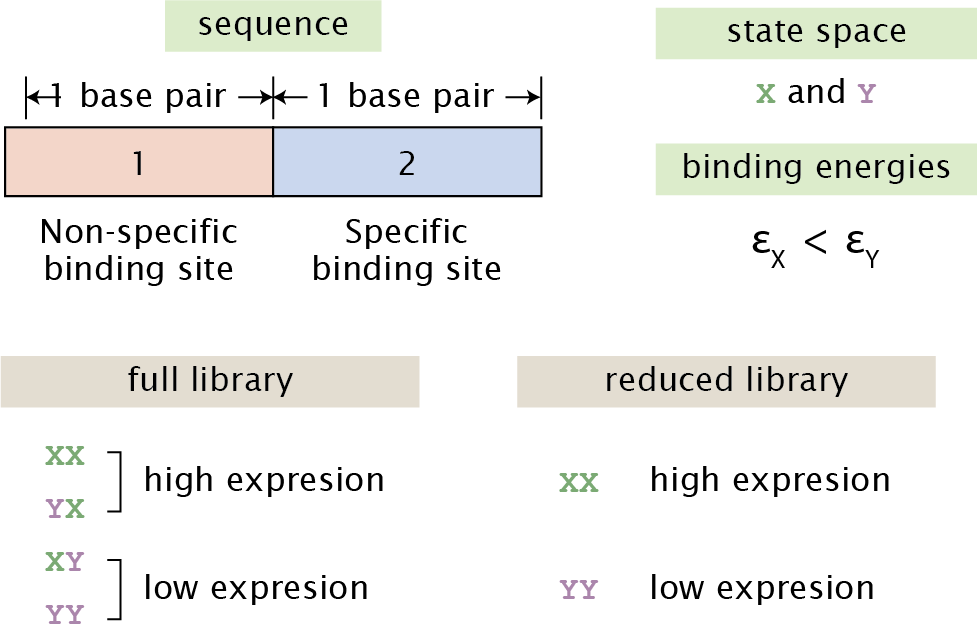 sequence
1 base pair
1 base pair
1
2
Non-specific
binding site
Specific
binding site
state space
X and Y
binding energies
εX < εY
full library
XX
YX
high expresion
XY
YY
low expresion
reduced library
XX high expresion
YY low expresion